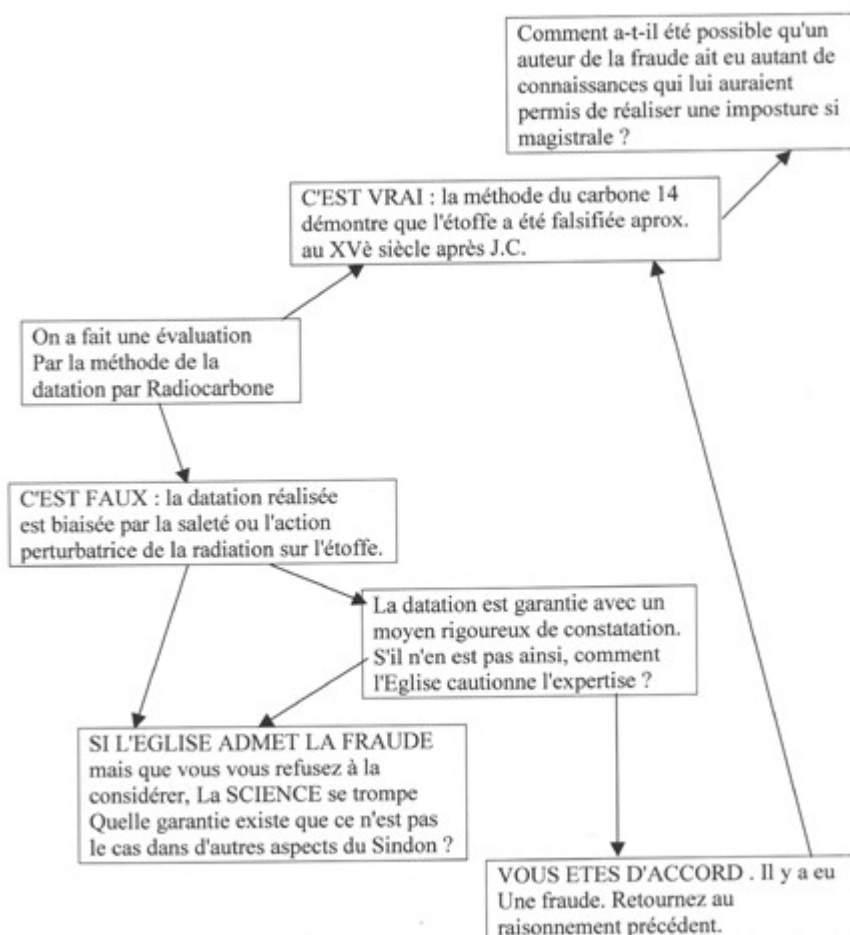 Comment a-t-il été possible qu'un
auteur de la fraude ait eu autant de
connaissances qui lui auraient
permis de réaliser une imposture si
magistrale ?
C'EST VRAI : la méthode du carbone 14
démontre que l'étoffe a été falsifiée aprox.
au XVè siècle après J.C.
On a fait une évaluation
Par la méthode de la
datation par Radiocarbone
C'EST FAUX : la datation réalisée
est biaisée par la saleté ou l'action
perturbatrice de la radiation sur l'étoffe.
La datation est garantie avec un
moyen rigoureux de constatation.
S'il n'en est pas ainsi, comment
l'Eglise cautionne l'expertise ?
SI L'EGLISE ADMET LA FRAUDE
mais que vous vous refusez à la
considérer, La SCIENCE se trompe
Quelle garantie existe que ce n'est pas
le cas dans d'autres aspects du Sindon ?
VOUS ETES D'ACCORD . Il y a eu
Une fraude. Retournez au
raisonnement précédent.